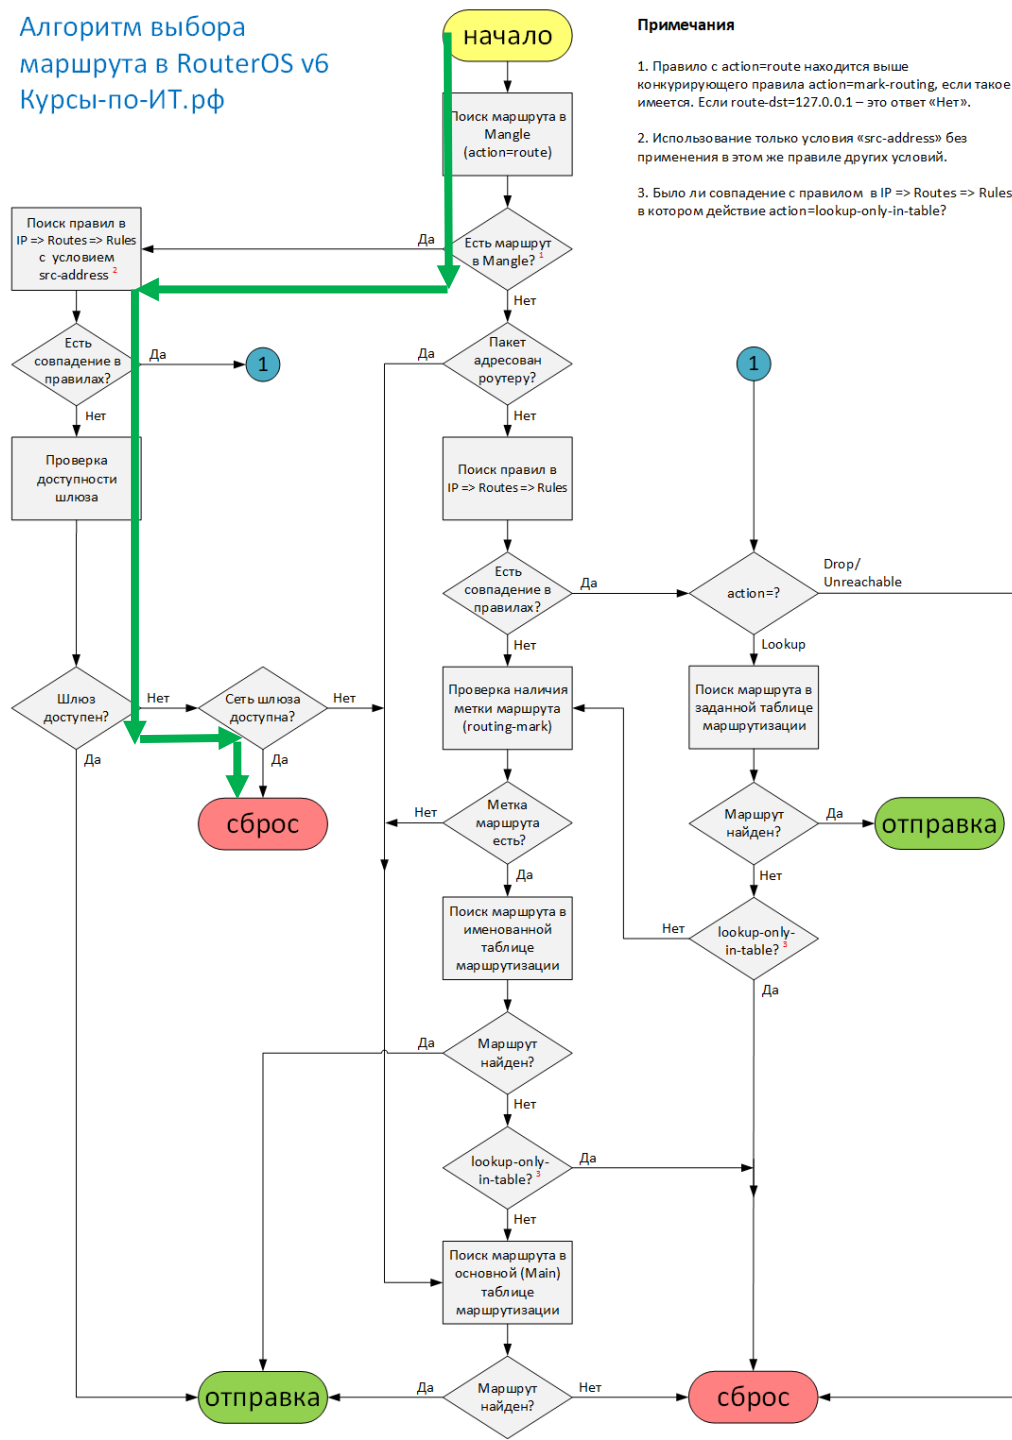 Алгоритм выбора
маршрута в RouterOS v6
Курсы-по-ИТ.рф
начало
Примечания
1. Правило с action=route находится выше
конкурирующего правила action=mark-routing, если такое
имеется. Если route-dst=127.0.0.1 – это ответ «Нет».
2. Использование только условия «src-address» без
применения в этом же правиле других условий.
3. Было ли совпадение с правилом в IP => Routes => Rules
в котором действие action=lookup-only-in-table?
Поиск маршрута в
Mangle
(action=route)
Есть маршрут
в Mangle? 1
Да
Нет
Поиск правил в
IP => Routes => Rules
с условием
src-address 2
Есть
совпадение в
правилах?
Да
1
Нет
Проверка
доступности
шлюза
Пакет
адресован
роутеру?
Да
Нет
1
Поиск правил в
IP => Routes => Rules
Есть
совпадение в
правилах?
Да
Нет
action=?
Drop/
Unreachable
Lookup
Шлюз
доступен?
Нет
Да
Сеть шлюза
доступна?
Нет
Да
сброс
Проверка наличия
метки маршрута
(routing-mark)
Поиск маршрута в
заданной таблице
маршрутизации
Метка
маршрута
есть?
Нет
Да
Маршрут
найден?
Да
отправка
Нет
lookup-only-
in-table? 3
Нет
Да
Поиск маршрута в
именованной
таблице
маршрутизации
Маршрут
найден?
Да
Нет
lookup-only-
in-table? 3
Да
Нет
Поиск маршрута в
основной (Main)
таблице
маршрутизации
Маршрут
найден?
Да
Нет
отправка
сброс